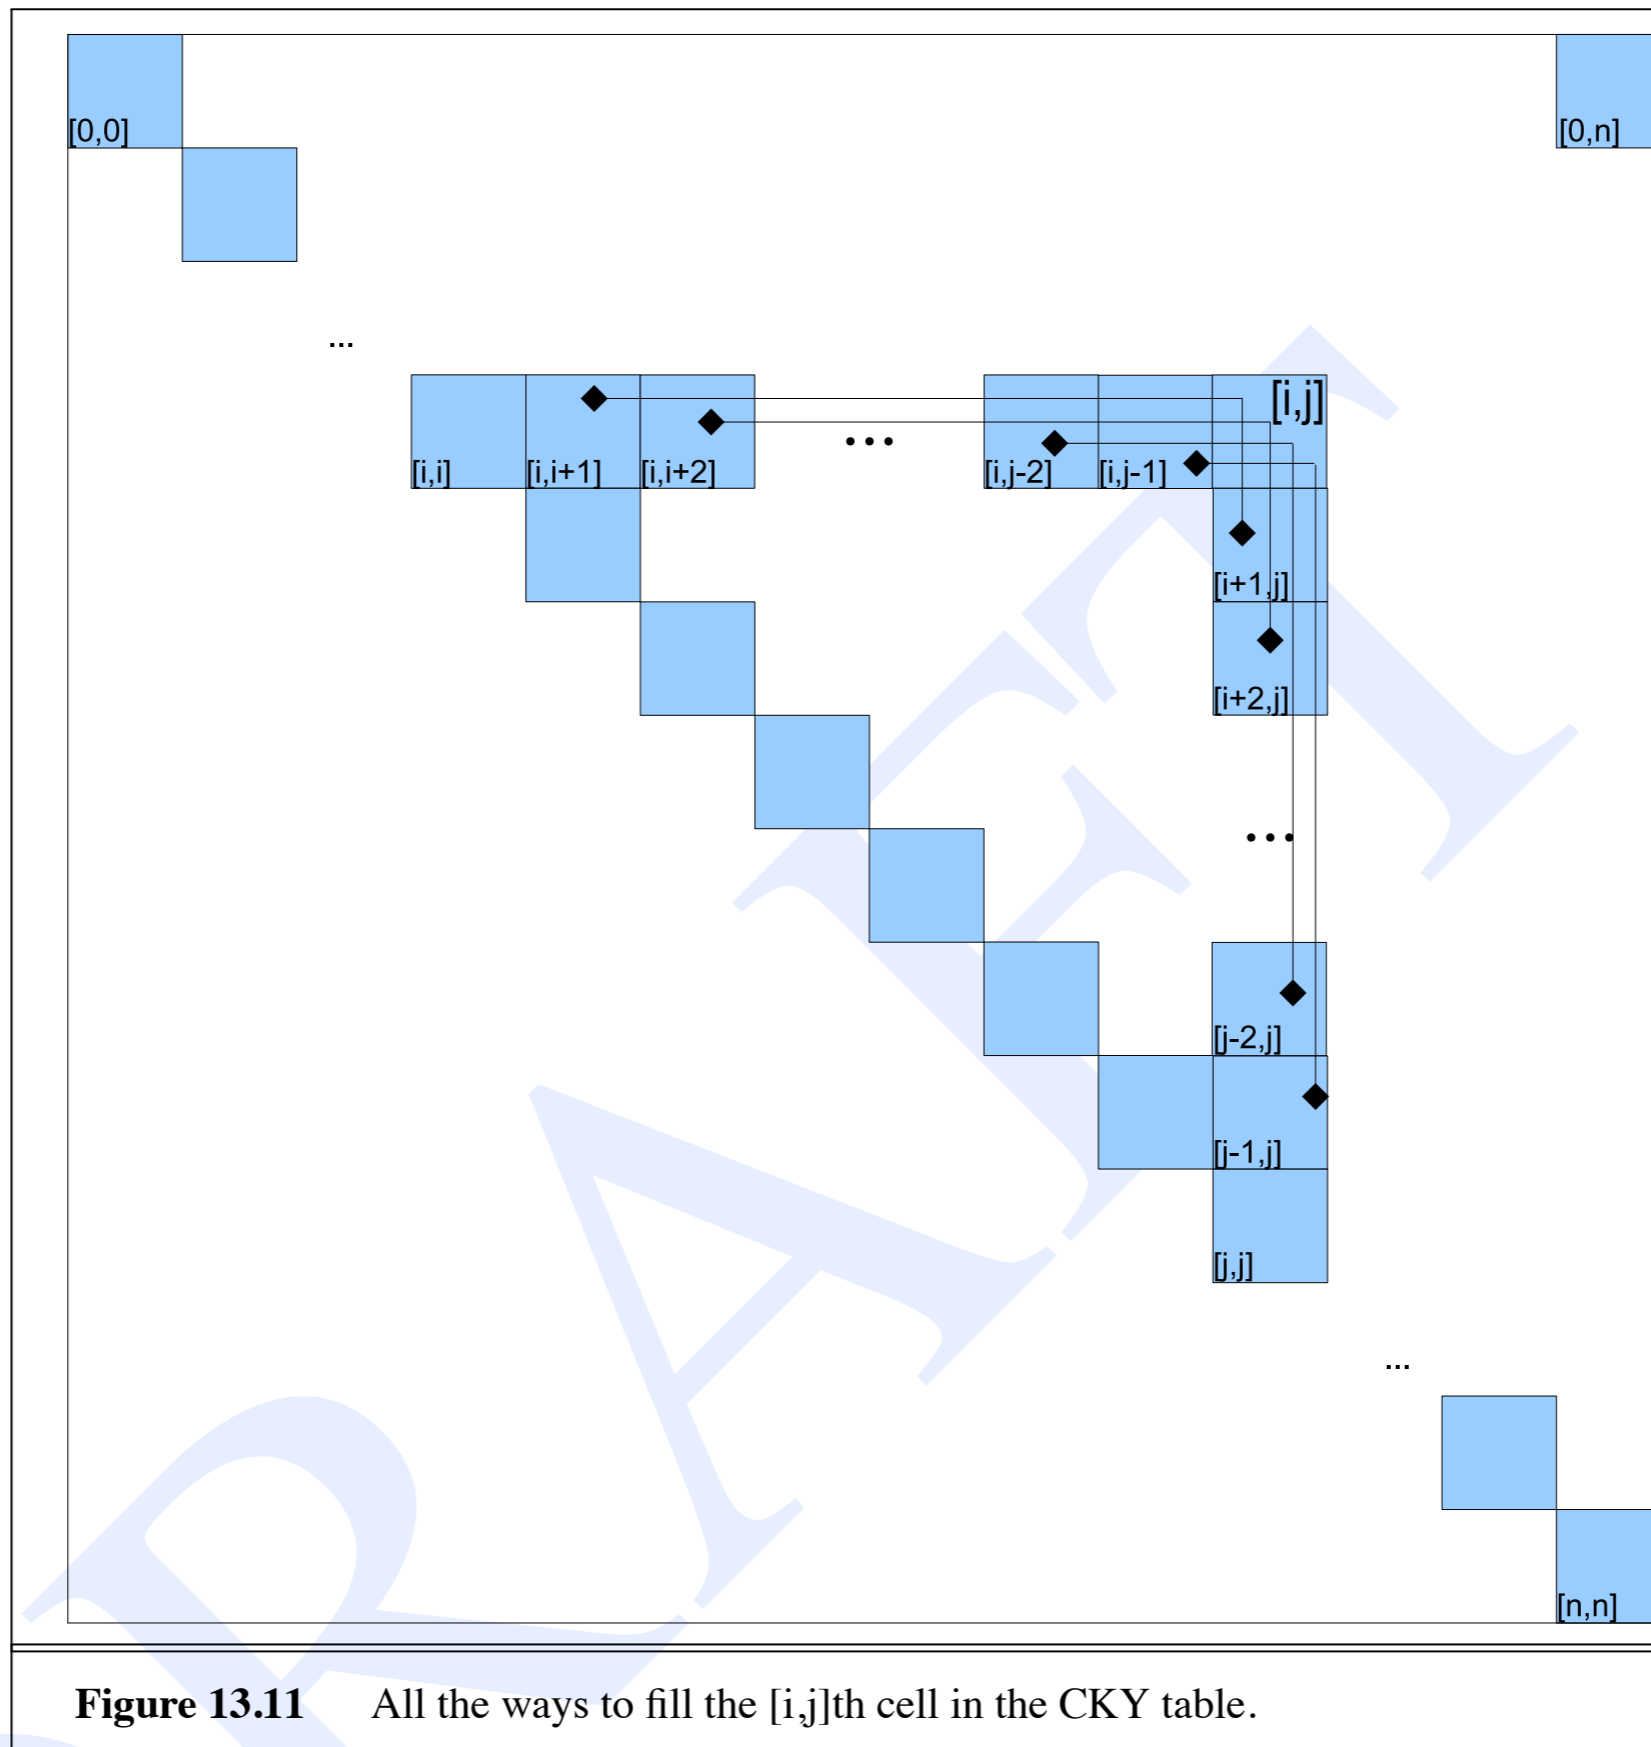 [0,0] [0,n]
...
[i,j]
[i,i] [i,i+1] [i,i+2] ... [i,j-2] [i,j-1]
[i+1,j]
[i+2,j]
...
[j-2,j]
[j-1,j]
[j,j]
...
[n,n]
Figure 13.11 All the ways to fill the [i,j]th cell in the CKY table.
DRAFT